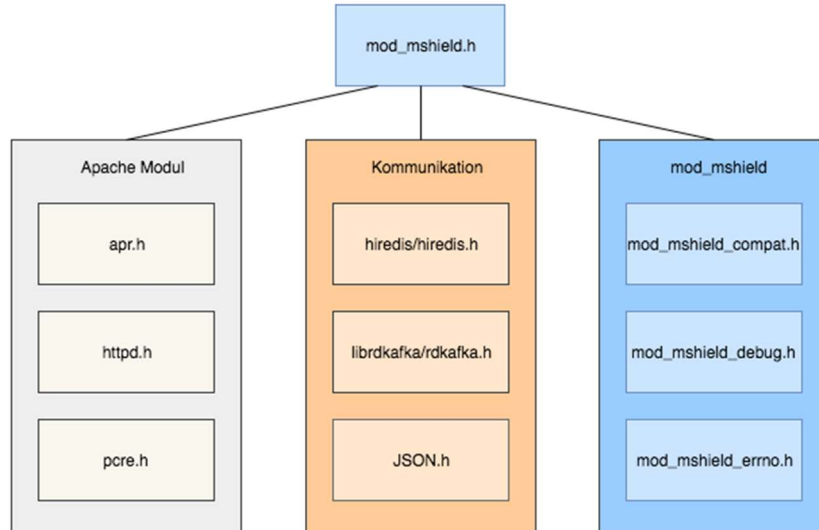 mod_mshield.h
Apache Modul
apr.h
httpd.h
pcre.h
Kommunikation
hiredis/hiredis.h
librdkafka/rdkafka.h
JSON.h
mod_mshield
mod_mshield_compat.h
mod_mshield_debug.h
mod_mshield_errno.h